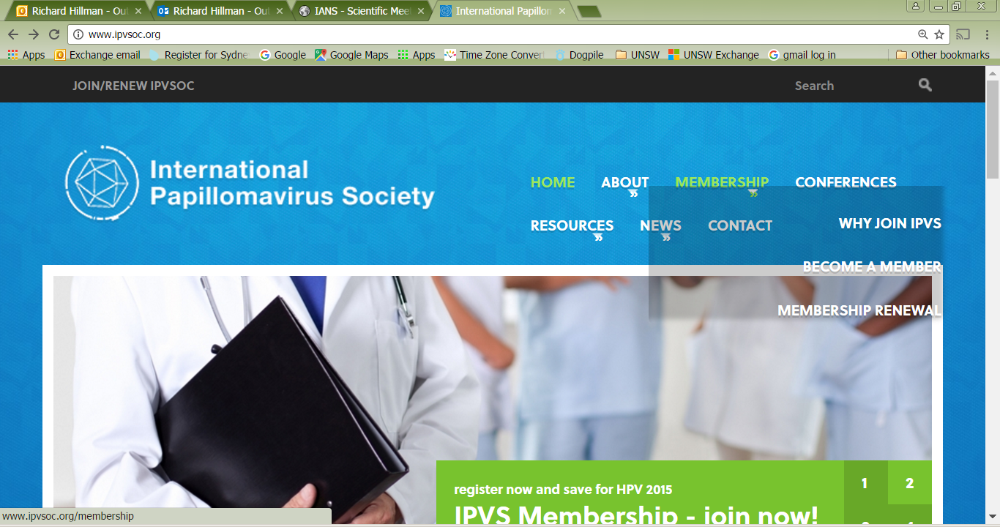 Richard Hillman - Out
Richard Hillman - Out
IANS - Scientific Meet
International Papillom
www.ipvsoc.org
Apps
Exchange email
Register for Sydne
Google
Google Maps
Apps
Time Zone Convert
Dogpile
UNSW
UNSW Exchange
gmail log in
Other bookmarks
JOIN/RENEW IPVSOC
Search
International
Papillomavirus Society
HOME ABOUT MEMBERSHIP CONFERENCES
RESOURCES NEWS CONTACT
WHY JOIN IPVS
BECOME A MEMBER
MEMBERSHIP RENEWAL
register now and save for HPV 2015
IPVS Membership - join now!
1 2
www.ipvsoc.org/membership